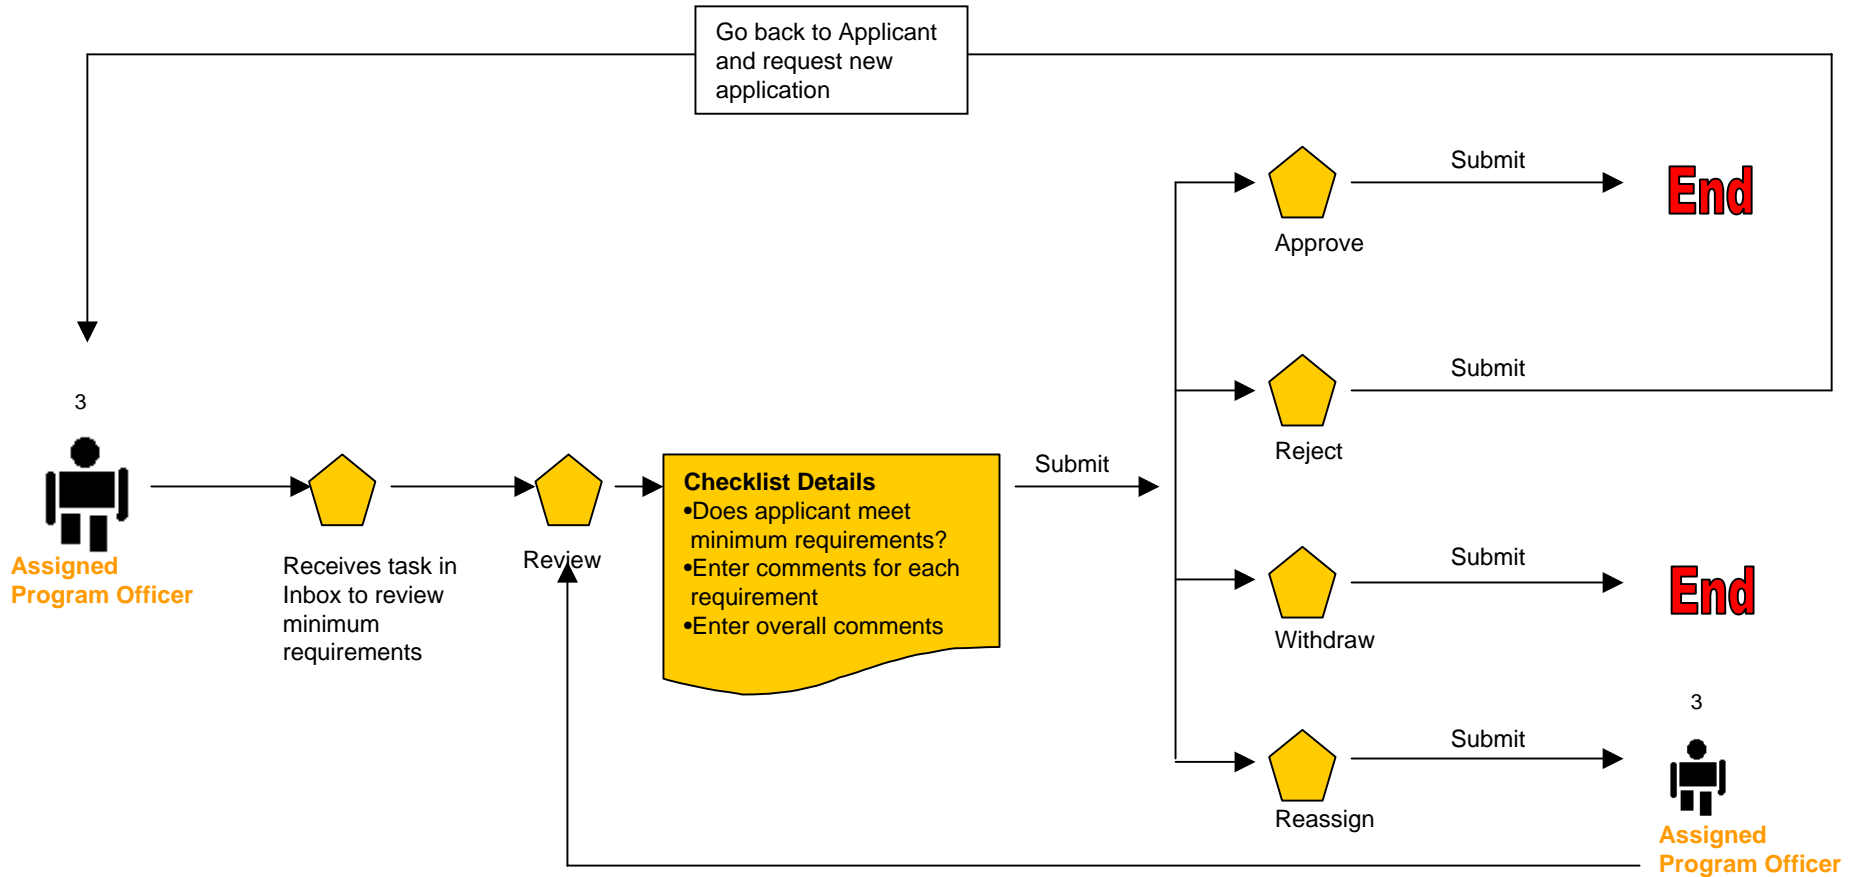 Go back to Applicant
and request new
application
Submit
End
Approve
Submit
Reject
3
Assigned
Program Officer
Receives task in
Inbox to review
minimum
requirements
Review
Checklist Details
•Does applicant meet
minimum requirements?
•Enter comments for each
requirement
•Enter overall comments
Submit
Submit
End
Withdraw
Submit
Reassign
3
Assigned
Program Officer